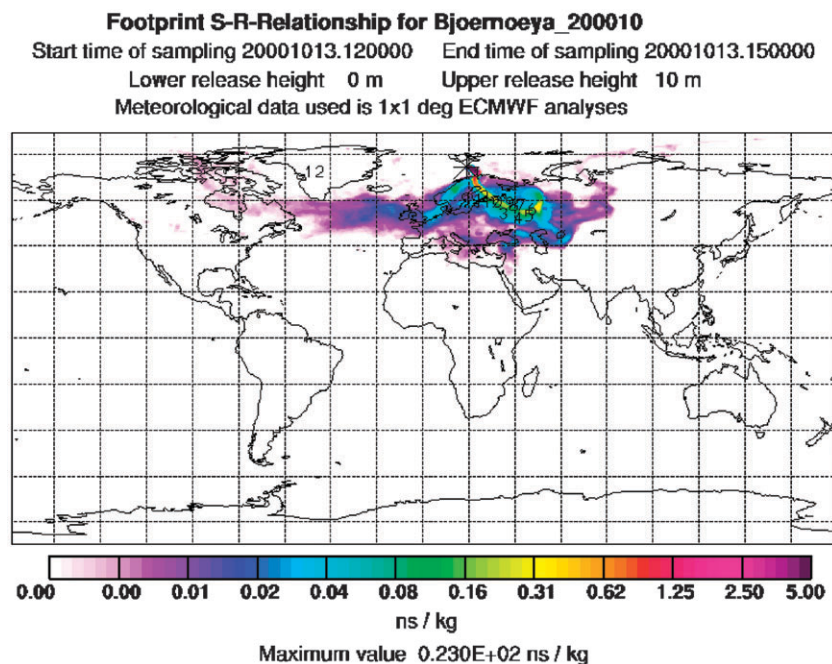 Footprint S-R-Relationship for Bjoernoeya_200010
Start time of sampling 20001013.120000 End time of sampling 20001013.150000
Lower release height 0 m Upper release height 10 m
Meteorological data used is 1x1 deg ECMWF analyses
12
0.00 0.00 0.01 0.02 0.04 0.08 0.16 0.31 0.62 1.25 2.50 5.00
ns / kg
Maximum value 0.230E+02 ns / kg